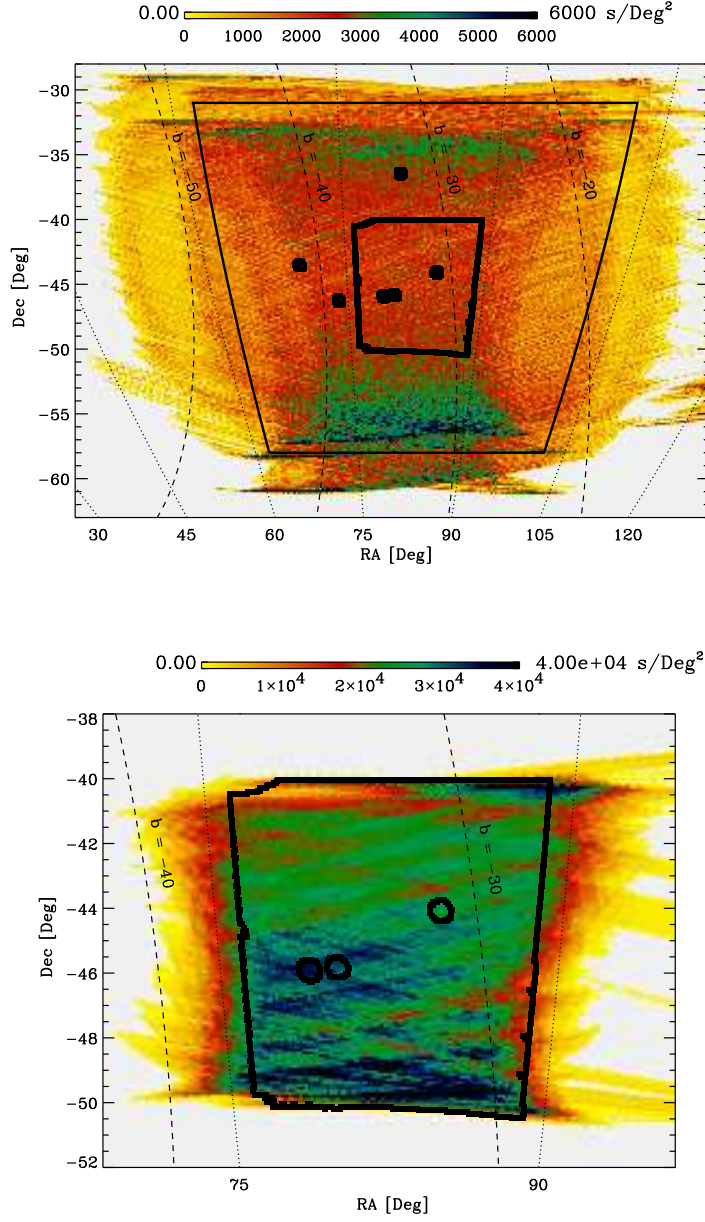 0.00 6000 s/Deg²
0 1000 2000 3000 4000 5000 6000
-30
-35
-40
-45
-50
-55
-60
Dec [Deg]
b = -50
b = -40
b = -30
b = -20
30 45 60 75 90 105 120
RA [Deg]
0.00 4.00e+04 s/Deg²
0 1×10⁴ 2×10⁴ 3×10⁴ 4×10⁴
-38
-40
-42
-44
-46
-48
-50
-52
Dec [Deg]
b = -40
b = -30
75 90
RA [Deg]